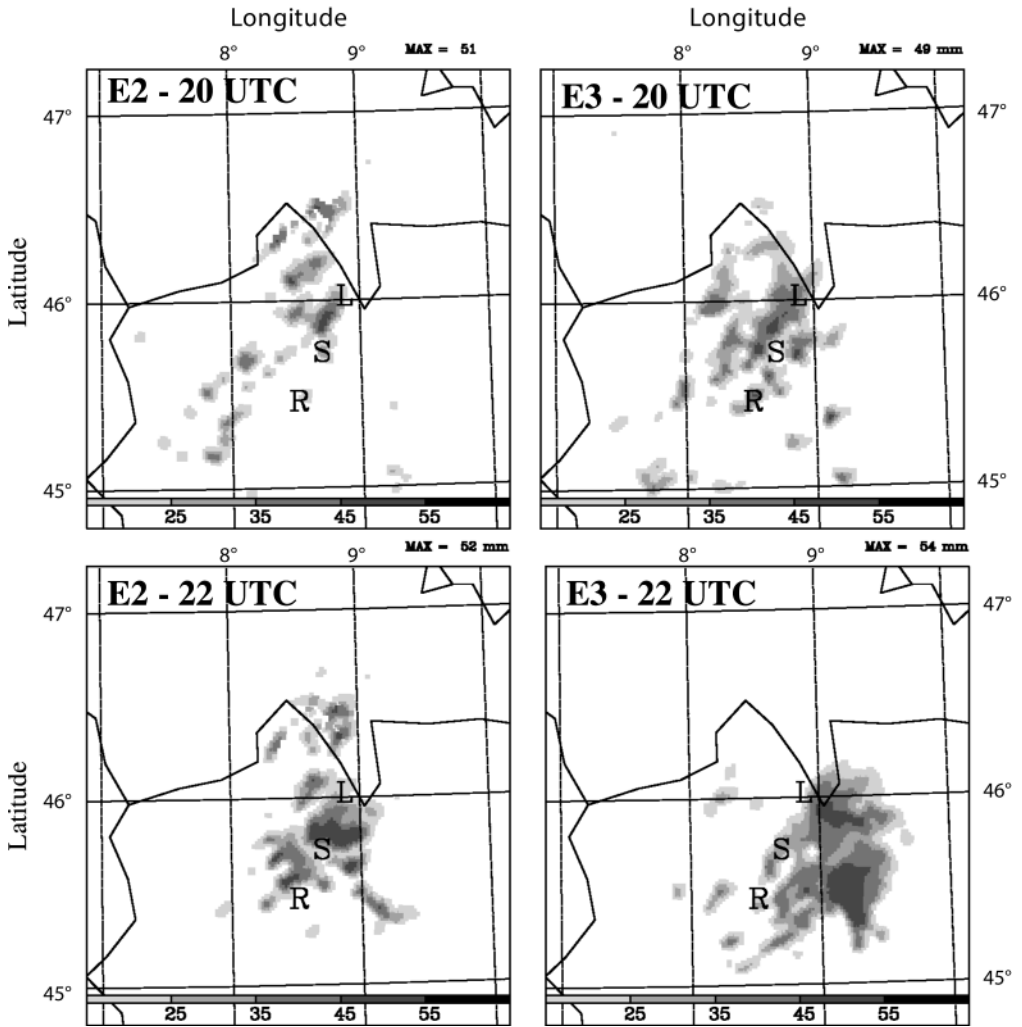 Longitude Longitude
8° 9° MAX = 51 8° 9° MAX = 49 mm
E2 - 20 UTC E3 - 20 UTC
47° 47°
Latitude
46° L L 46°
S S
R R
45° 45°
25 35 45 55 25 35 45 55
8° 9° MAX = 52 mm 8° 9° MAX = 54 mm
E2 - 22 UTC E3 - 22 UTC
47° 47°
Latitude
46° L L 46°
S S
R R
45° 45°
25 35 45 55 25 35 45 55